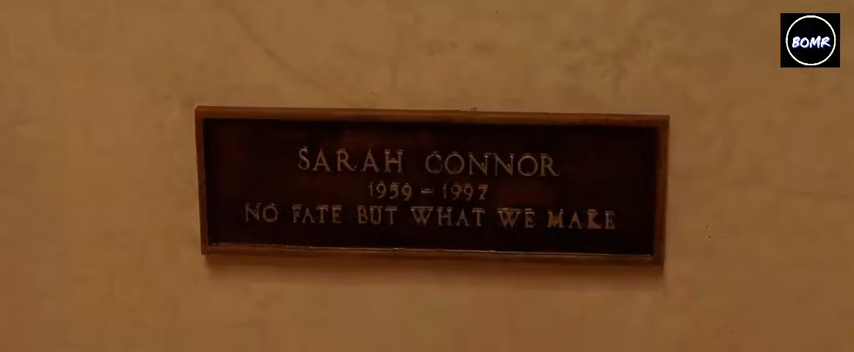 BOMR
SARAH CONNOR
1959 - 1997
NO FATE BUT WHAT WE MAKE